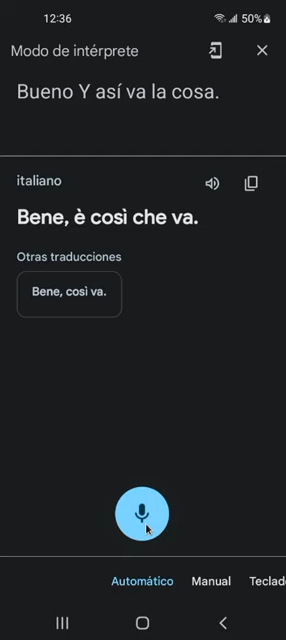 12:36 50%
Modo de intérprete
Bueno Y así va la cosa.
italiano
Bene, è così che va.
Otras traducciones
Bene, così va.
Automático Manual Teclad